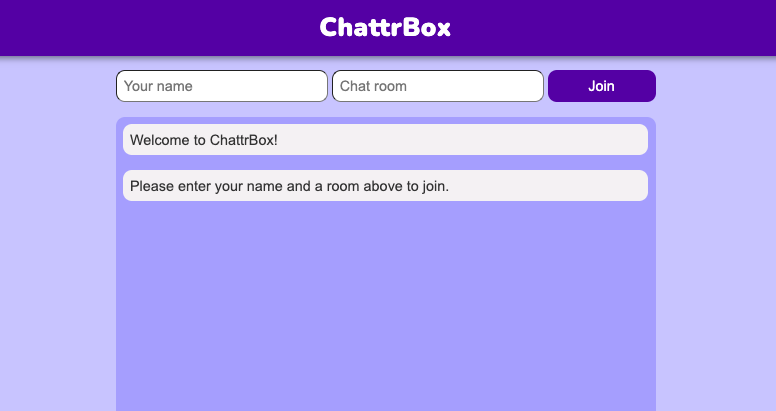 ChattrBox
Your name
Chat room
Join
Welcome to ChattrBox!
Please enter your name and a room above to join.